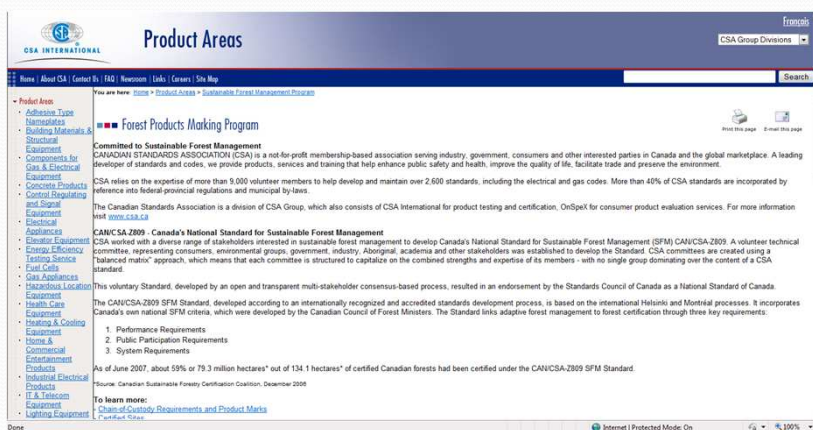 Français
CSA INTERNATIONAL
Product Areas
CSA Group Divisions
Home | About CSA | Contact Us | FAQ | Newsroom | Links | Careers | Site Map
Search
You are here: Home > Product Areas > Sustainable Forest Management Program
Product Areas
Adhesive Type
Nameplates
Building Materials &
Structural
Equipment
Components for
Gas & Electrical
Equipment
Concrete Products
Control Regulating
and Signal
Equipment
Electrical
Appliances
Elevator Equipment
Energy Efficiency
Testing Service
Fuel Cells
Gas Appliances
Hazardous Location
Equipment
Health Care
Equipment
Heating & Cooling
Equipment
Home &
Commercial
Entertainment
Products
Industrial Electrical
Products
IT & Telecom
Equipment
Lighting Equipment
Forest Products Marking Program
Print this page
E-mail this page
Committed to Sustainable Forest Management
CANADIAN STANDARDS ASSOCIATION (CSA) is a not-for-profit membership-based association serving industry, government, consumers and other interested parties in Canada and the global marketplace. A leading
developer of standards and codes, we provide products, services and training that help enhance public safety and health, improve the quality of life, facilitate trade and preserve the environment.
CSA relies on the expertise of more than 9,000 volunteer members to help develop and maintain over 2,600 standards, including the electrical and gas codes. More than 40% of CSA standards are incorporated by
reference into federal-provincial regulations and municipal by-laws.
The Canadian Standards Association is a division of CSA Group, which also consists of CSA International for product testing and certification, OnSpeX for consumer product evaluation services. For more information
visit www.csa.ca
CAN/CSA-Z809 - Canada's National Standard for Sustainable Forest Management
CSA worked with a diverse range of stakeholders interested in sustainable forest management to develop Canada's National Standard for Sustainable Forest Management (SFM) CAN/CSA-Z809. A volunteer technical
committee, representing consumers, environmental groups, government, industry, Aboriginal, academia and other stakeholders was established to develop the Standard. CSA committees are created using a
"balanced matrix" approach, which means that each committee is structured to capitalize on the combined strengths and expertise of its members - with no single group dominating over the content of a CSA
standard.
This voluntary Standard, developed by an open and transparent multi-stakeholder consensus-based process, resulted in an endorsement by the Standards Council of Canada as a National Standard of Canada.
The CAN/CSA-Z809 SFM Standard, developed according to an internationally recognized and accredited standards development process, is based on the international Helsinki and Montréal processes. It incorporates
Canada's own national SFM criteria, which were developed by the Canadian Council of Forest Ministers. The Standard links adaptive forest management to forest certification through three key requirements:
1. Performance Requirements
2. Public Participation Requirements
3. System Requirements
As of June 2007, about 59% or 79.3 million hectares* out of 134.1 hectares* of certified Canadian forests had been certified under the CAN/CSA-Z809 SFM Standard.
*Source: Canadian Sustainable Forestry Certification Coalition, December 2006
To learn more:
- Chain-of-Custody Requirements and Product Marks
- Certified Sites
Done
Internet | Protected Mode: On
100%